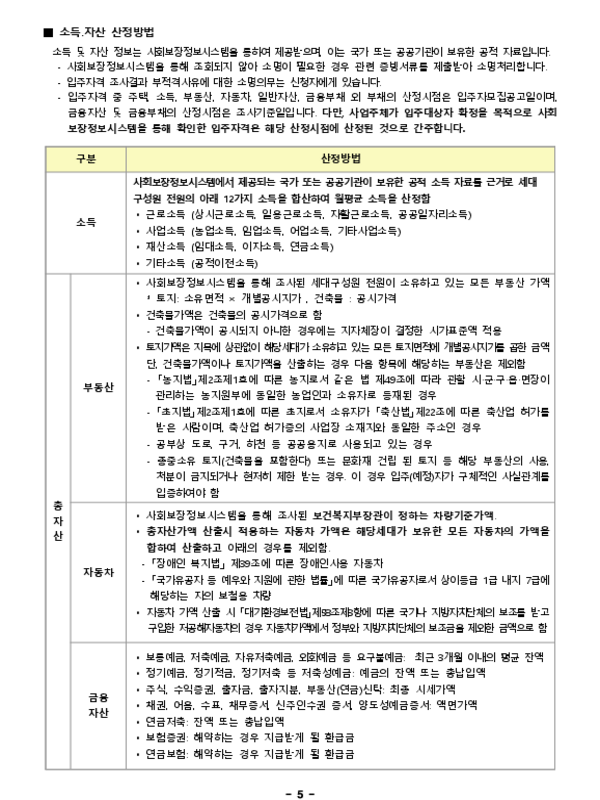 ■ 소득.자산 산정방법
소득 및 자산 정보는 사회보장정보시스템을 통하여 제공받으며, 이는 국가 또는 공공기관이 보유한 공적 자료입니다.
- 사회보장정보시스템을 통해 조회되지 않아 소명이 필요한 경우 관련 증빙서류를 제출받아 소명처리합니다.
- 입주자격 조사결과 부적격사유에 대한 소명의무는 신청자에게 있습니다.
- 입주자격 중 주택, 소득, 부동산, 자동차, 일반자산, 금융부채 외 부채의 산정시점은 입주자모집공고일이며,
금융자산 및 금융부채의 산정시점은 조사기준일입니다. 다만, 사업주체가 입주대상자 확정을 목적으로 사회
보장정보시스템을 통해 확인한 입주자격은 해당 산정시점에 산정된 것으로 간주합니다.
구분 산정방법
사회보장정보시스템에서 제공되는 국가 또는 공공기관이 보유한 공적 소득 자료를 근거로 세대
구성원 전원의 아래 12가지 소득을 합산하여 월평균 소득을 산정함
소득
• 근로소득 (상시근로소득, 일용근로소득, 자활근로소득, 공공일자리소득)
• 사업소득 (농업소득, 임업소득, 어업소득, 기타사업소득)
• 재산소득 (임대소득, 이자소득, 연금소득)
• 기타소득 (공적이전소득)
총
자
산
부동산
• 사회보장정보시스템을 통해 조사된 세대구성원 전원이 소유하고 있는 모든 부동산 가액
* 토지: 소유면적 × 개별공시지가 , 건축물 : 공시가격
• 건축물가액은 건축물의 공시가격으로 함
- 건축물가액이 공시되지 아니한 경우에는 지자체장이 결정한 시가표준액 적용
• 토지가액은 지목에 상관없이 해당세대가 소유하고 있는 모든 토지면적에 개별공시지가를 곱한 금액
단, 건축물가액이나 토지가액을 산출하는 경우 다음 항목에 해당하는 부동산은 제외함
-「농지법」제2조제1호에 따른 농지로서 같은 법 제49조에 따라 관할 시·군·구·읍·면장이
관리하는 농지원부에 동일한 농업인과 소유자로 등재된 경우
-「초지법」제2조제1호에 따른 초지로서 소유자가 「축산법」제22조에 따른 축산업 허가를
받은 사람이며, 축산업 허가증의 사업장 소재지와 동일한 주소인 경우
- 공부상 도로, 구거, 하천 등 공공용지로 사용되고 있는 경우
- 종중소유 토지(건축물을 포함한다) 또는 문화재 건립 된 토지 등 해당 부동산의 사용,
처분이 금지되거나 현저히 제한 받는 경우. 이 경우 입주(예정)자가 구체적인 사실관계를
입증하여야 함
자동차
• 사회보장정보시스템을 통해 조사된 보건복지부장관이 정하는 차량기준가액.
• 총자산가액 산출시 적용하는 자동차 가액은 해당세대가 보유한 모든 자동차의 가액을
합하여 산출하고 아래의 경우를 제외함.
-「장애인 복지법」 제39조에 따른 장애인사용 자동차
-「국가유공자 등 예우와 지원에 관한 법률」에 따른 국가유공자로서 상이등급 1급 내지 7급에
해당하는 자의 보철용 차량
• 자동차 가액 산출 시 「대기환경보전법」제58조제3항에 따른 국가나 지방자치단체의 보조를 받고
구입한 저공해자동차의 경우 자동차가액에서 정부와 지방자치단체의 보조금을 제외한 금액으로 함
금융
자산
• 보통예금, 저축예금, 자유저축예금, 외화예금 등 요구불예금: 최근 3개월 이내의 평균 잔액
• 정기예금, 정기적금, 정기저축 등 저축성예금: 예금의 잔액 또는 총납입액
• 주식, 수익증권, 출자금, 출자지분, 부동산(연금)신탁: 최종 시세가액
• 채권, 어음, 수표, 채무증서, 신주인수권 증서, 양도성예금증서: 액면가액
• 연금저축: 잔액 또는 총납입액
• 보험증권: 해약하는 경우 지급받게 될 환급금
• 연금보험: 해약하는 경우 지급받게 될 환급금
- 5 -